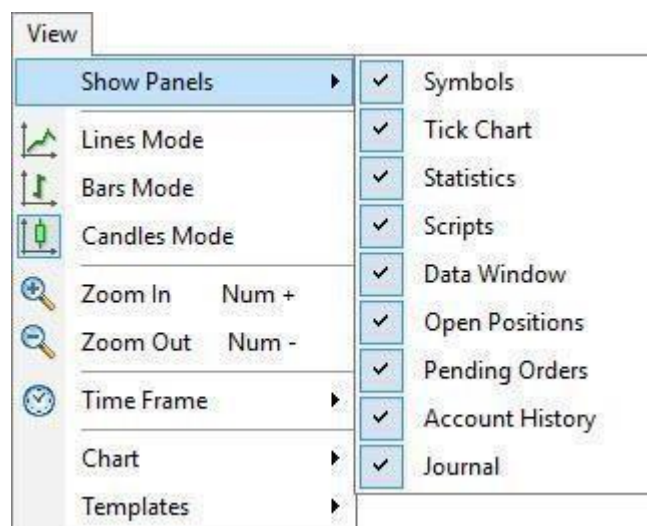 View
Show Panels
Lines Mode
Bars Mode
Candles Mode
Zoom In Num +
Zoom Out Num -
Time Frame
Chart
Templates
Symbols
Tick Chart
Statistics
Scripts
Data Window
Open Positions
Pending Orders
Account History
Journal